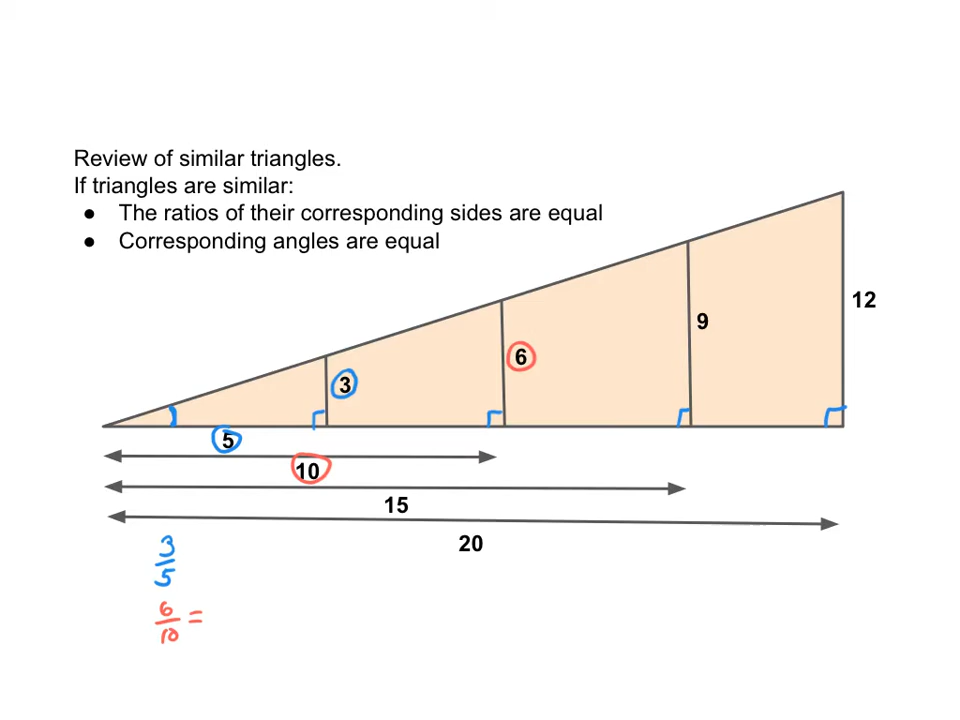 Review of similar triangles.
If triangles are similar:
● The ratios of their corresponding sides are equal
● Corresponding angles are equal
12
9
6
3
5
10
15
20
3/5
6/10 =